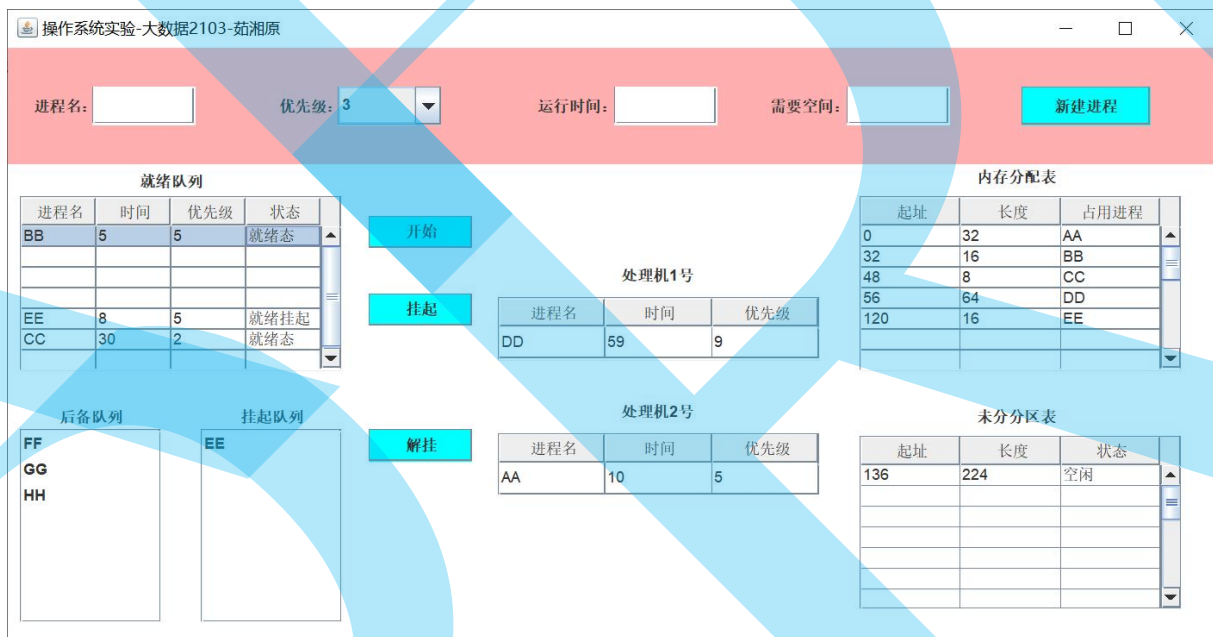 操作系统实验-大数据2103-茹湘原
进程名: 优先级: 3 运行时间: 需要空间: 新建进程
就绪队列
进程名 时间 优先级 状态
BB 5 5 就绪态
EE 8 5 就绪挂起
CC 30 2 就绪态
开始
挂起
解挂
后备队列
FF
GG
HH
挂起队列
EE
处理机1号
进程名 时间 优先级
DD 59 9
处理机2号
进程名 时间 优先级
AA 10 5
内存分配表
起址 长度 占用进程
0 32 AA
32 16 BB
48 8 CC
56 64 DD
120 16 EE
未分分区表
起址 长度 状态
136 224 空闲